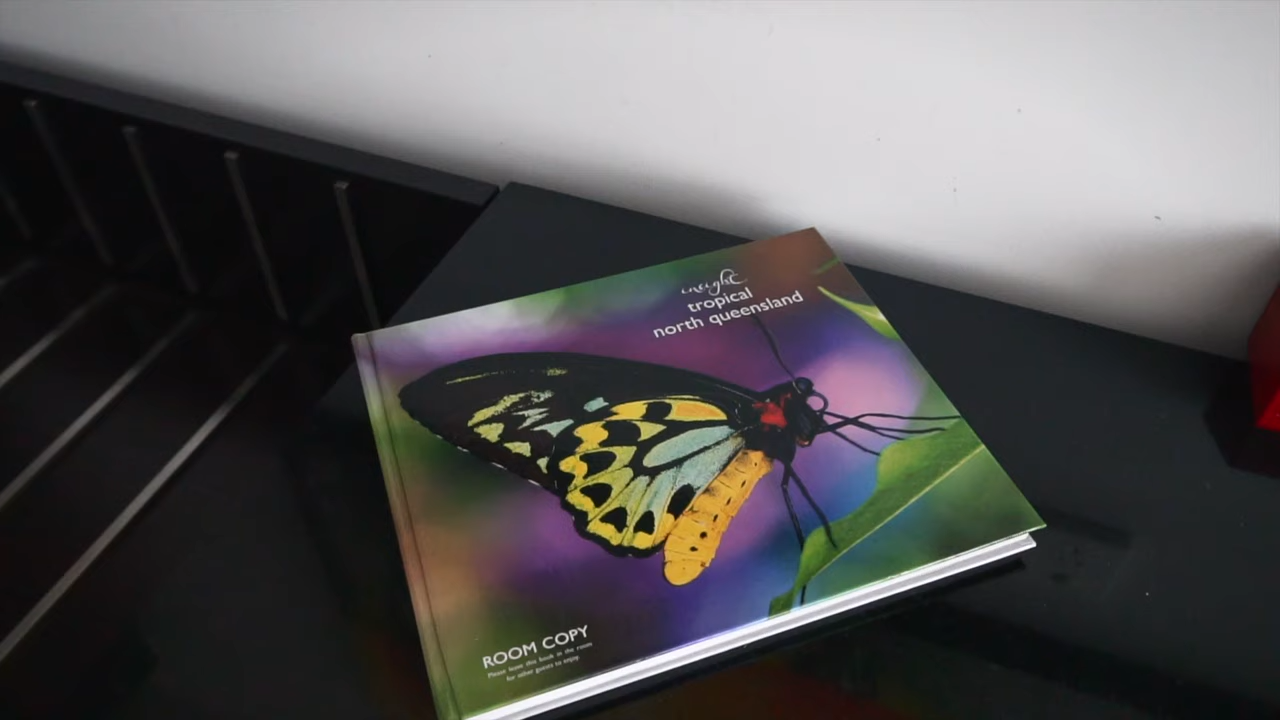 insight
tropical
north queensland
ROOM COPY
Please leave this book in the room
for other guests to enjoy.